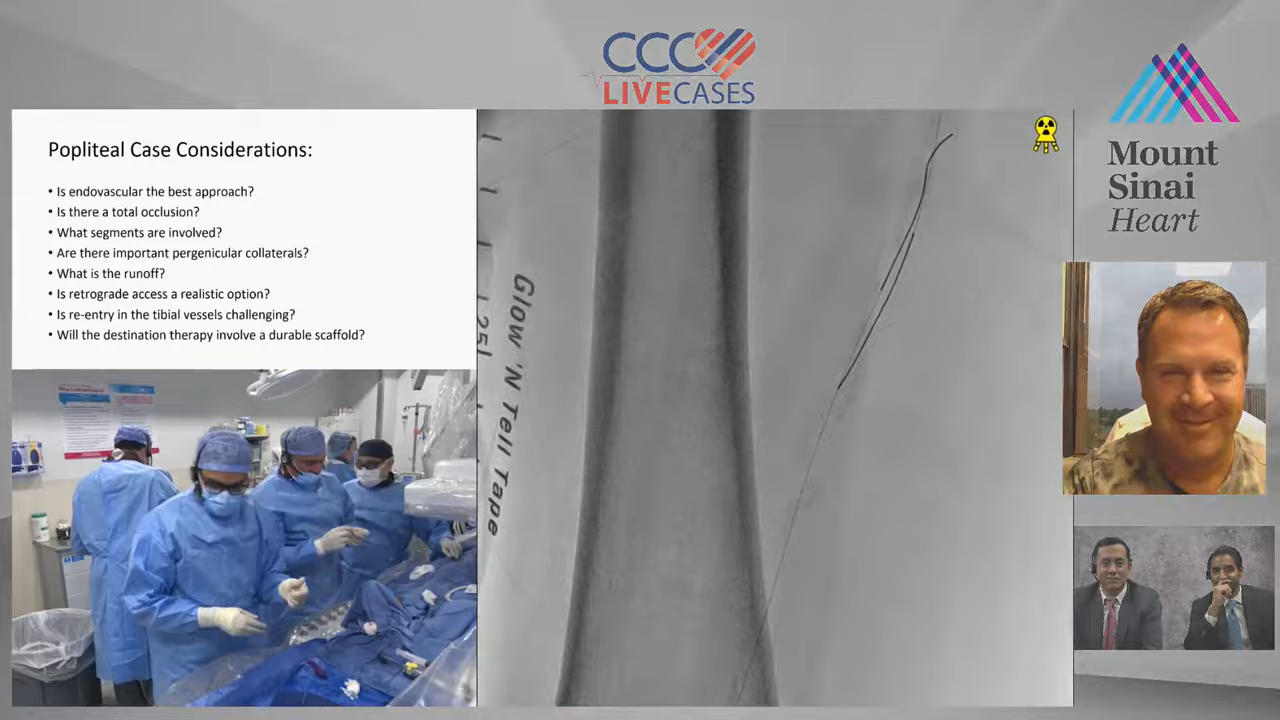 CCC
LIVECASES
Popliteal Case Considerations:
• Is endovascular the best approach?
• Is there a total occlusion?
• What segments are involved?
• Are there important pergenicular collaterals?
• What is the runoff?
• Is retrograde access a realistic option?
• Is re-entry in the tibial vessels challenging?
• Will the destination therapy involve a durable scaffold?
Glow 'N Tell Tape
Mount
Sinai
Heart